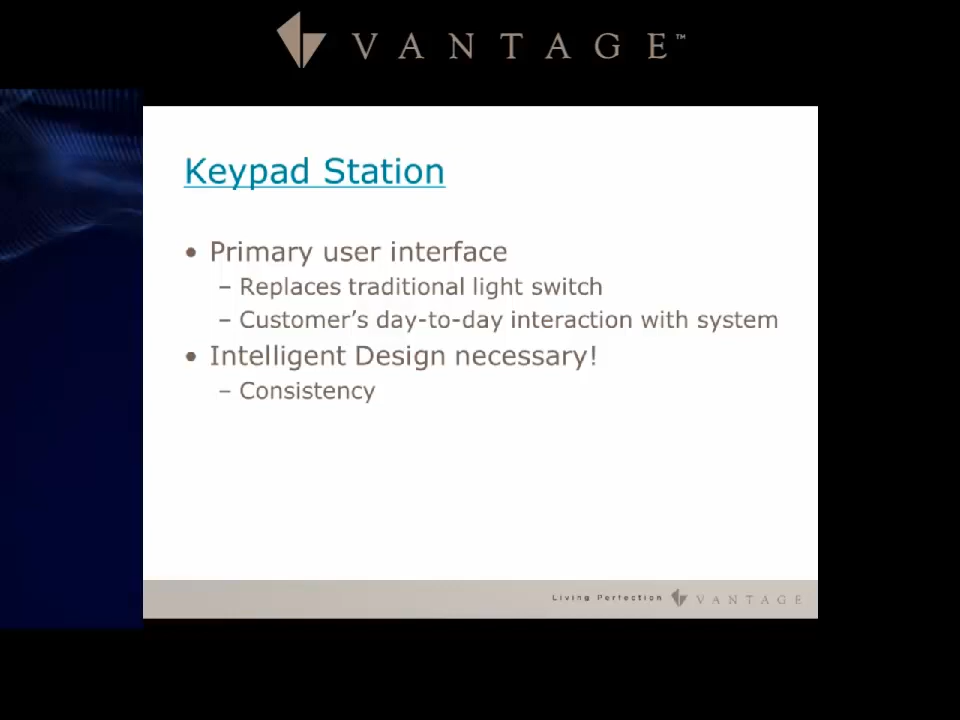 VANTAGE™
Keypad Station
• Primary user interface
– Replaces traditional light switch
– Customer's day-to-day interaction with system
• Intelligent Design necessary!
– Consistency
Living Perfection VANTAGE